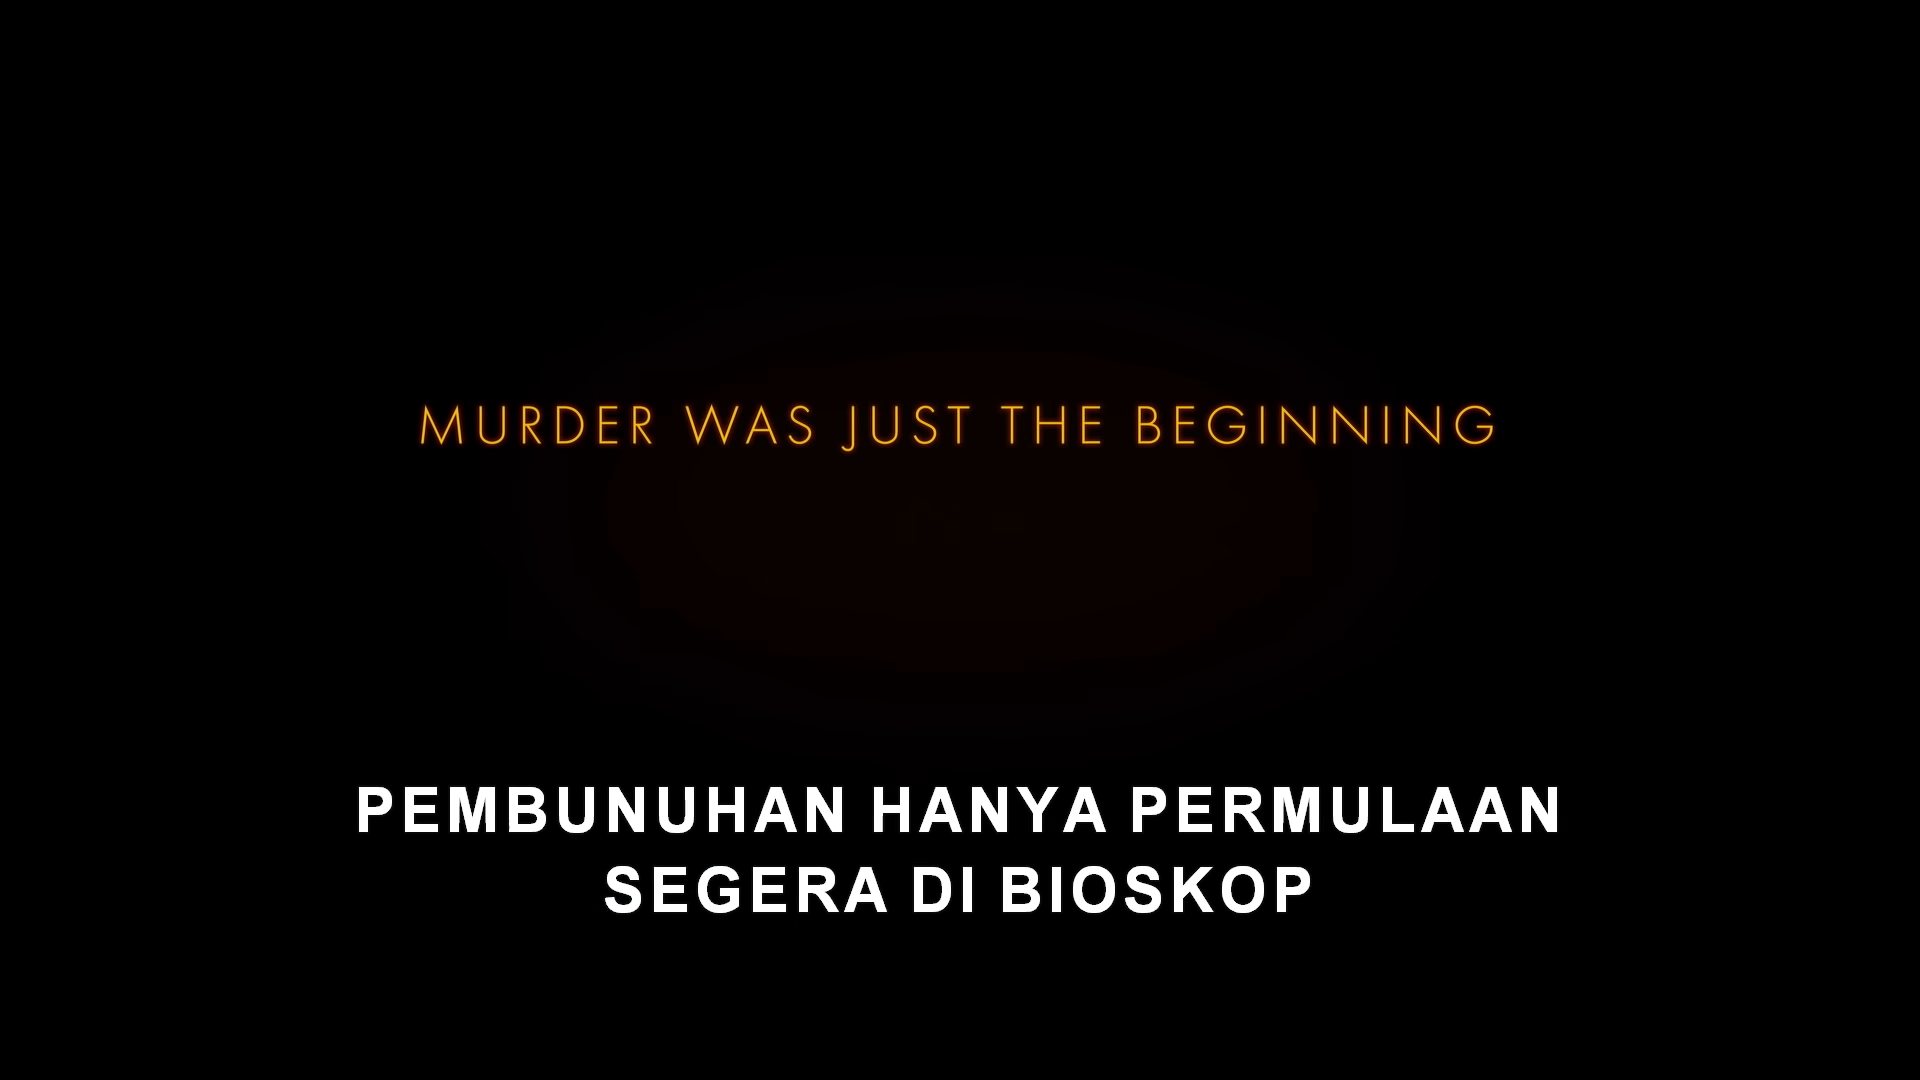 MURDER WAS JUST THE BEGINNING
PEMBUNUHAN HANYA PERMULAAN
SEGERA DI BIOSKOP